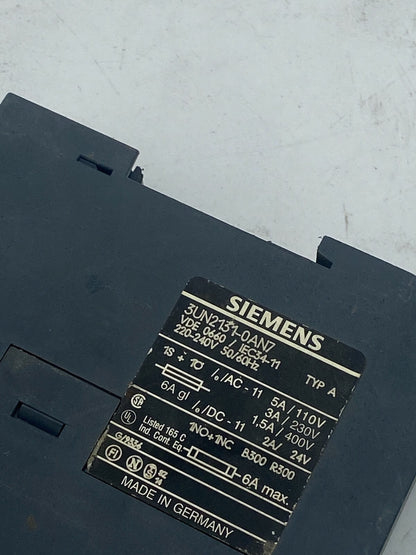 SIEMENS
3UN2131-0AN7 TYP A
VDE 0660 / IEC34-11
220-240V 50/60Hz
1S + 1Ö
6A gl Ie/AC-11 5A/110V
3A/230V
1,5A/400V
Ie/DC-11 2A/24V
Listed 165 C
Ind. Cont. Eq.
1NO+1NC B300 R300
6A max.
MADE IN GERMANY